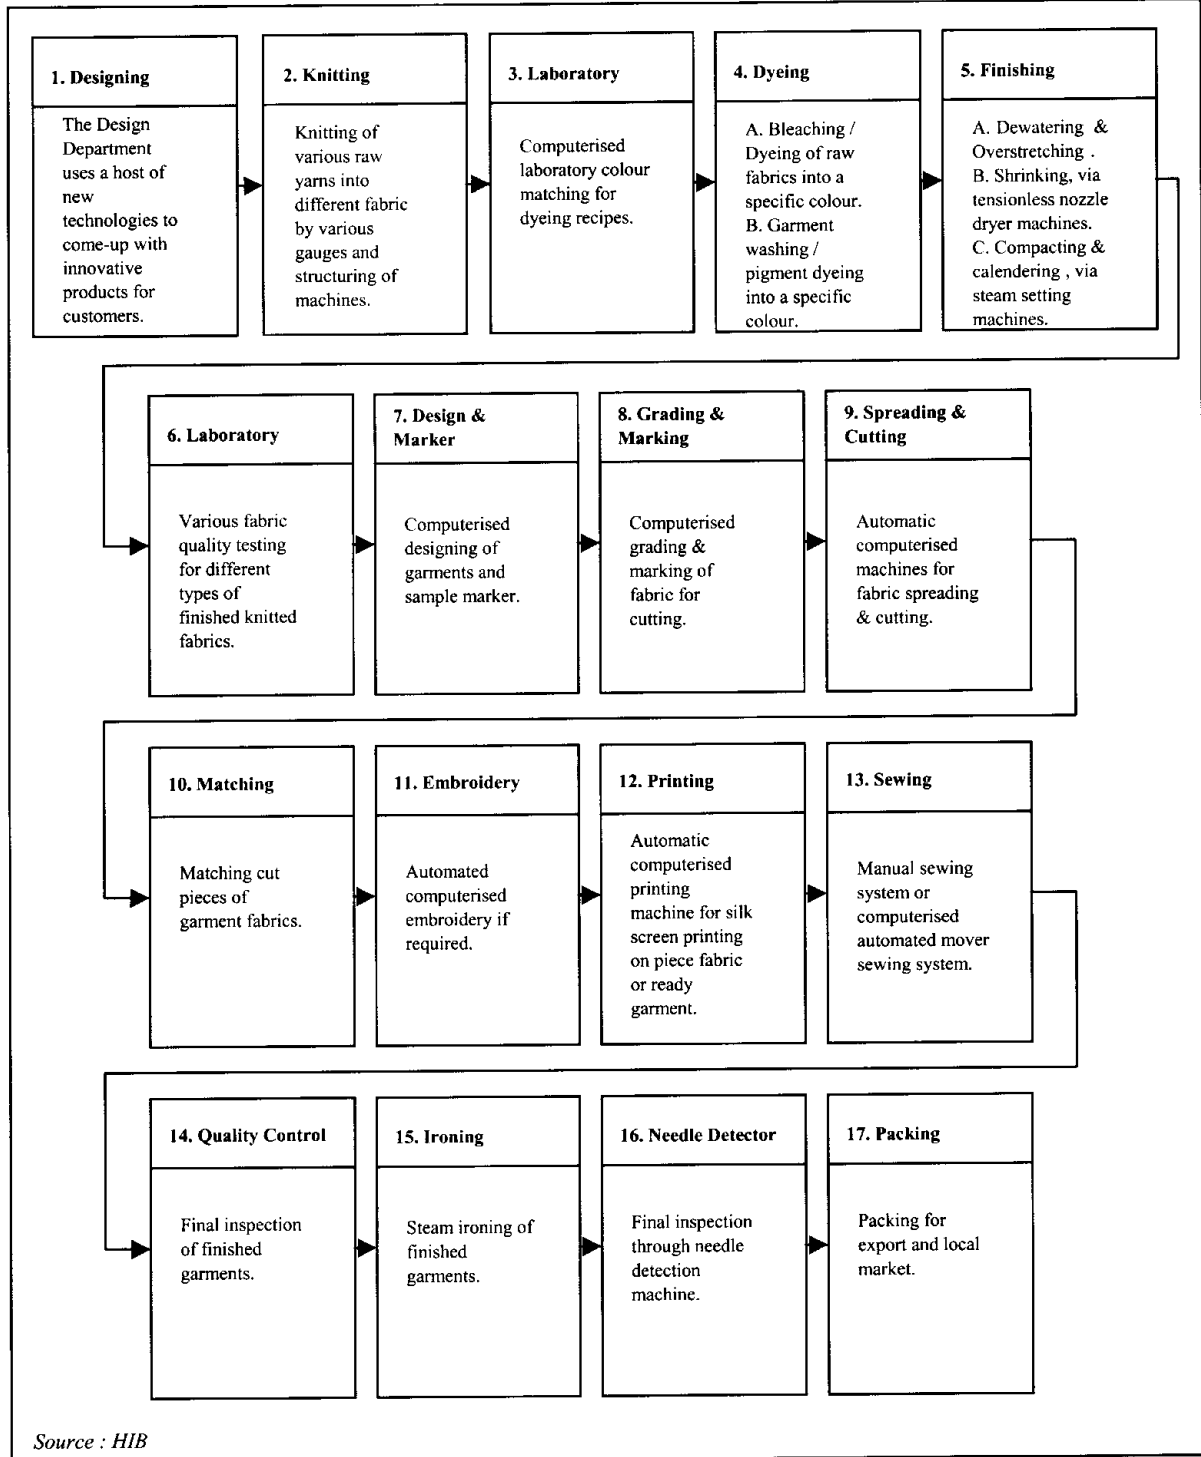 1. Designing
The Design
Department
uses a host of
new
technologies to
come-up with
innovative
products for
customers.
2. Knitting
Knitting of
various raw
yarns into
different fabric
by various
gauges and
structuring of
machines.
3. Laboratory
Computerised
laboratory colour
matching for
dyeing recipes.
4. Dyeing
A. Bleaching /
Dyeing of raw
fabrics into a
specific colour.
B. Garment
washing /
pigment dyeing
into a specific
colour.
5. Finishing
A. Dewatering &
Overstretching .
B. Shrinking, via
tensionless nozzle
dryer machines.
C. Compacting &
calendering , via
steam setting
machines.
6. Laboratory
Various fabric
quality testing
for different
types of
finished knitted
fabrics.
7. Design &
Marker
Computerised
designing of
garments and
sample marker.
8. Grading &
Marking
Computerised
grading &
marking of
fabric for
cutting.
9. Spreading &
Cutting
Automatic
computerised
machines for
fabric spreading
& cutting.
10. Matching
Matching cut
pieces of
garment fabrics.
11. Embroidery
Automated
computerised
embroidery if
required.
12. Printing
Automatic
computerised
printing
machine for silk
screen printing
on piece fabric
or ready
garment.
13. Sewing
Manual sewing
system or
computerised
automated mover
sewing system.
14. Quality Control
Final inspection
of finished
garments.
15. Ironing
Steam ironing of
finished
garments.
16. Needle Detector
Final inspection
through needle
detection
machine.
17. Packing
Packing for
export and local
market.
Source : HIB